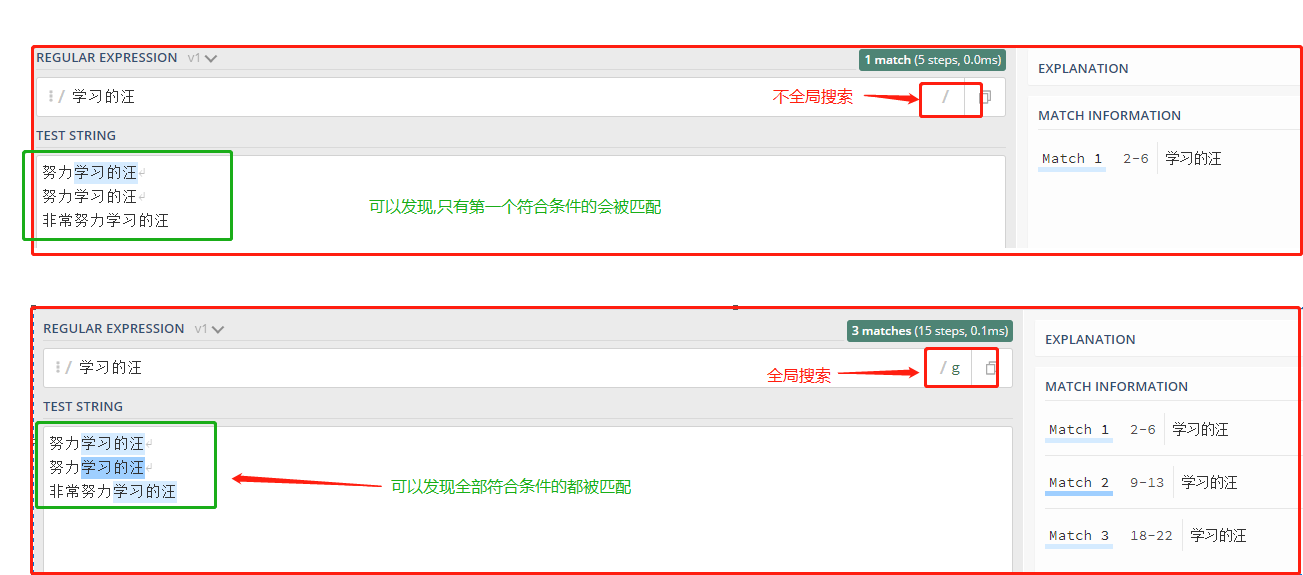 REGULAR EXPRESSION v1
1 match (5 steps, 0.0ms)
EXPLANATION
/ 学习的汪
不全局搜索
/
MATCH INFORMATION
TEST STRING
Match 1 2-6 学习的汪
努力学习的汪
努力学习的汪
非常努力学习的汪
可以发现,只有第一个符合条件的会被匹配
REGULAR EXPRESSION v1
3 matches (15 steps, 0.1ms)
EXPLANATION
/ 学习的汪
全局搜索
/ g
MATCH INFORMATION
TEST STRING
Match 1 2-6 学习的汪
努力学习的汪
努力学习的汪
非常努力学习的汪
可以发现全部符合条件的都被匹配
Match 2 9-13 学习的汪
Match 3 18-22 学习的汪